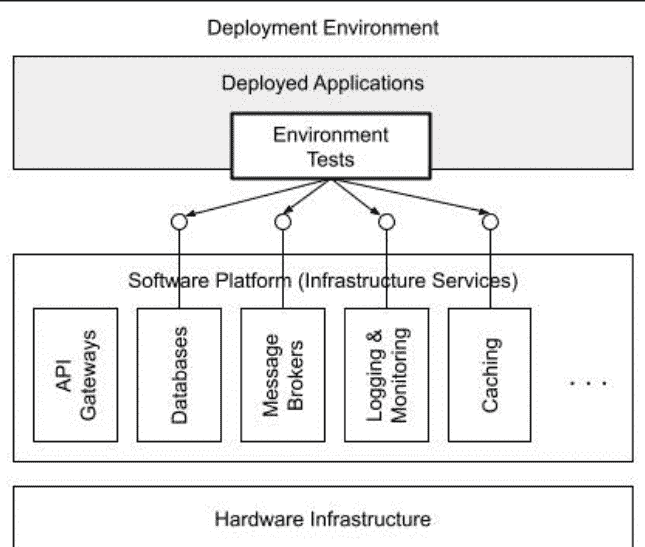 Deployment Environment
Deployed Applications
Environment
Tests
Software Platform (Infrastructure Services)
API
Gateways
Databases
Message
Brokers
Logging &
Monitoring
Caching
. . .
Hardware Infrastructure